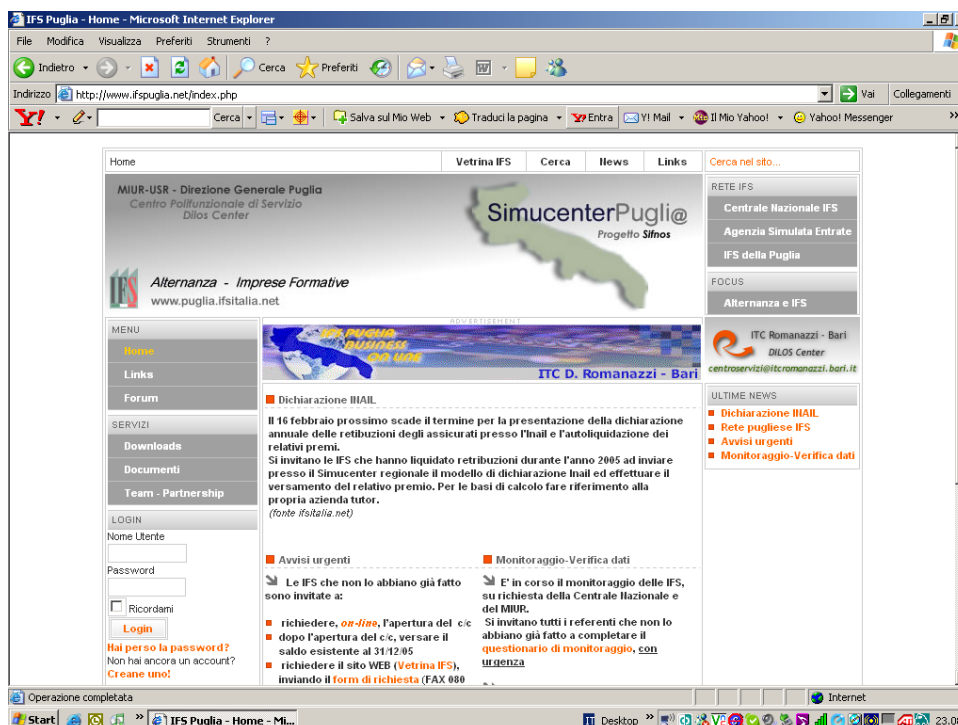 IFS Puglia - Home - Microsoft Internet Explorer
File Modifica Visualizza Preferiti Strumenti ?
Indietro Cerca Preferiti
Indirizzo http://www.ifspuglia.net/index.php Vai Collegamenti
Y! Cerca Salva sul Mio Web Traduci la pagina Entra Y! Mail Il Mio Yahoo! Yahoo! Messenger
Home Vetrina IFS Cerca News Links Cerca nel sito...
MIUR-USR - Direzione Generale Puglia
Centro Polifunzionale di Servizio
Dilos Center
SimucenterPugli@
Progetto Sifnos
IFS Alternanza - Imprese Formative
www.puglia.ifsitalia.net
RETE IFS
Centrale Nazionale IFS
Agenzia Simulata Entrate
IFS della Puglia
FOCUS
Alternanza e IFS
MENU
Home
Links
Forum
SERVIZI
Downloads
Documenti
Team - Partnership
LOGIN
Nome Utente
Password
Ricordami
Login
Hai perso la password?
Non hai ancora un account?
Creane uno!
ADVERTISEMENT
IFS PUGLIA
BUSINESS
ON LINE
ITC D. Romanazzi - Bari
Dichiarazione INAIL
Il 16 febbraio prossimo scade il termine per la presentazione della dichiarazione
annuale delle retribuzioni degli assicurati presso l'Inail e l'autoliquidazione dei
relativi premi.
Si invitano le IFS che hanno liquidato retribuzioni durante l'anno 2005 ad inviare
presso il Simucenter regionale il modello di dichiarazione Inail ed effettuare il
versamento del relativo premio. Per le basi di calcolo fare riferimento alla
propria azienda tutor.
(fonte ifsitalia.net)
Avvisi urgenti
Le IFS che non lo abbiano già fatto
sono invitate a:
richiedere, on-line, l'apertura del c/c
dopo l'apertura del c/c, versare il
saldo esistente al 31/12/05
richiedere il sito WEB (Vetrina IFS),
inviando il form di richiesta (FAX 080
Monitoraggio-Verifica dati
E' in corso il monitoraggio delle IFS,
su richiesta della Centrale Nazionale e
del MIUR.
Si invitano tutti i referenti che non lo
abbiano già fatto a completare il
questionario di monitoraggio, con
urgenza
ITC Romanazzi - Bari
DILOS Center
centroservizi@itcromanazzi.bari.it
ULTIME NEWS
Dichiarazione INAIL
Rete pugliese IFS
Avvisi urgenti
Monitoraggio-Verifica dati
Operazione completata Internet
Start IFS Puglia - Home - Mi... Desktop